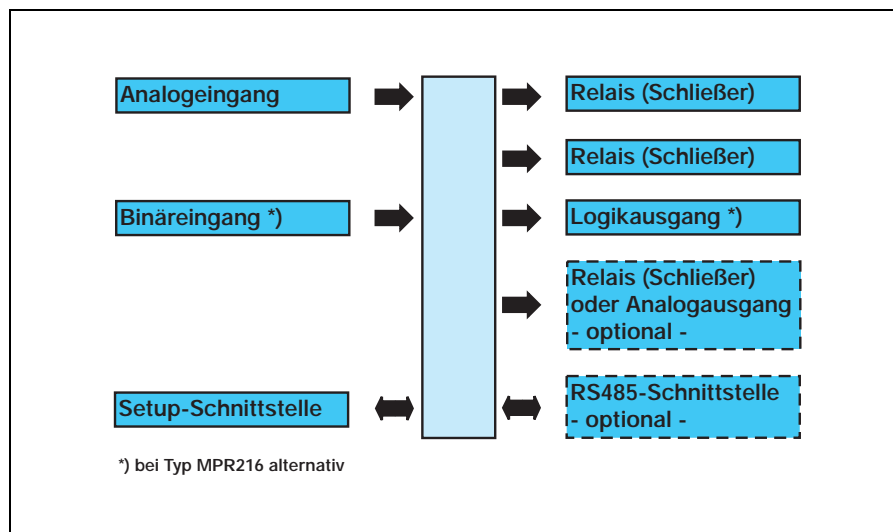 Analogeingang
Relais (Schließer)
Relais (Schließer)
Binäreingang *)
Logikausgang *)
Relais (Schließer)
oder Analogausgang
- optional -
Setup-Schnittstelle
RS485-Schnittstelle
- optional -
*) bei Typ MPR216 alternativ